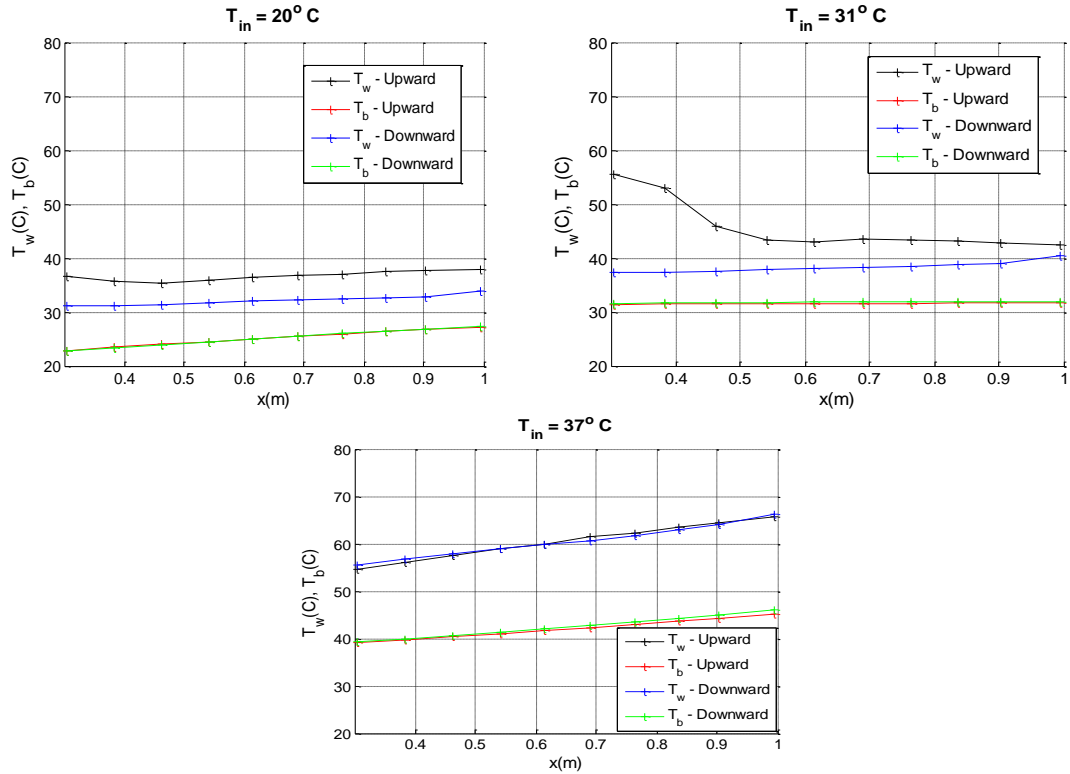 T_in = 20° C
80
70
60
50
40
30
20
T_w(C), T_b(C)
0.4 0.5 0.6 0.7 0.8 0.9 1
x(m)
T_w - Upward
T_b - Upward
T_w - Downward
T_b - Downward
T_in = 31° C
80
70
60
50
40
30
20
T_w(C), T_b(C)
0.4 0.5 0.6 0.7 0.8 0.9 1
x(m)
T_w - Upward
T_b - Upward
T_w - Downward
T_b - Downward
T_in = 37° C
80
70
60
50
40
30
20
T_w(C), T_b(C)
0.4 0.5 0.6 0.7 0.8 0.9 1
x(m)
T_w - Upward
T_b - Upward
T_w - Downward
T_b - Downward